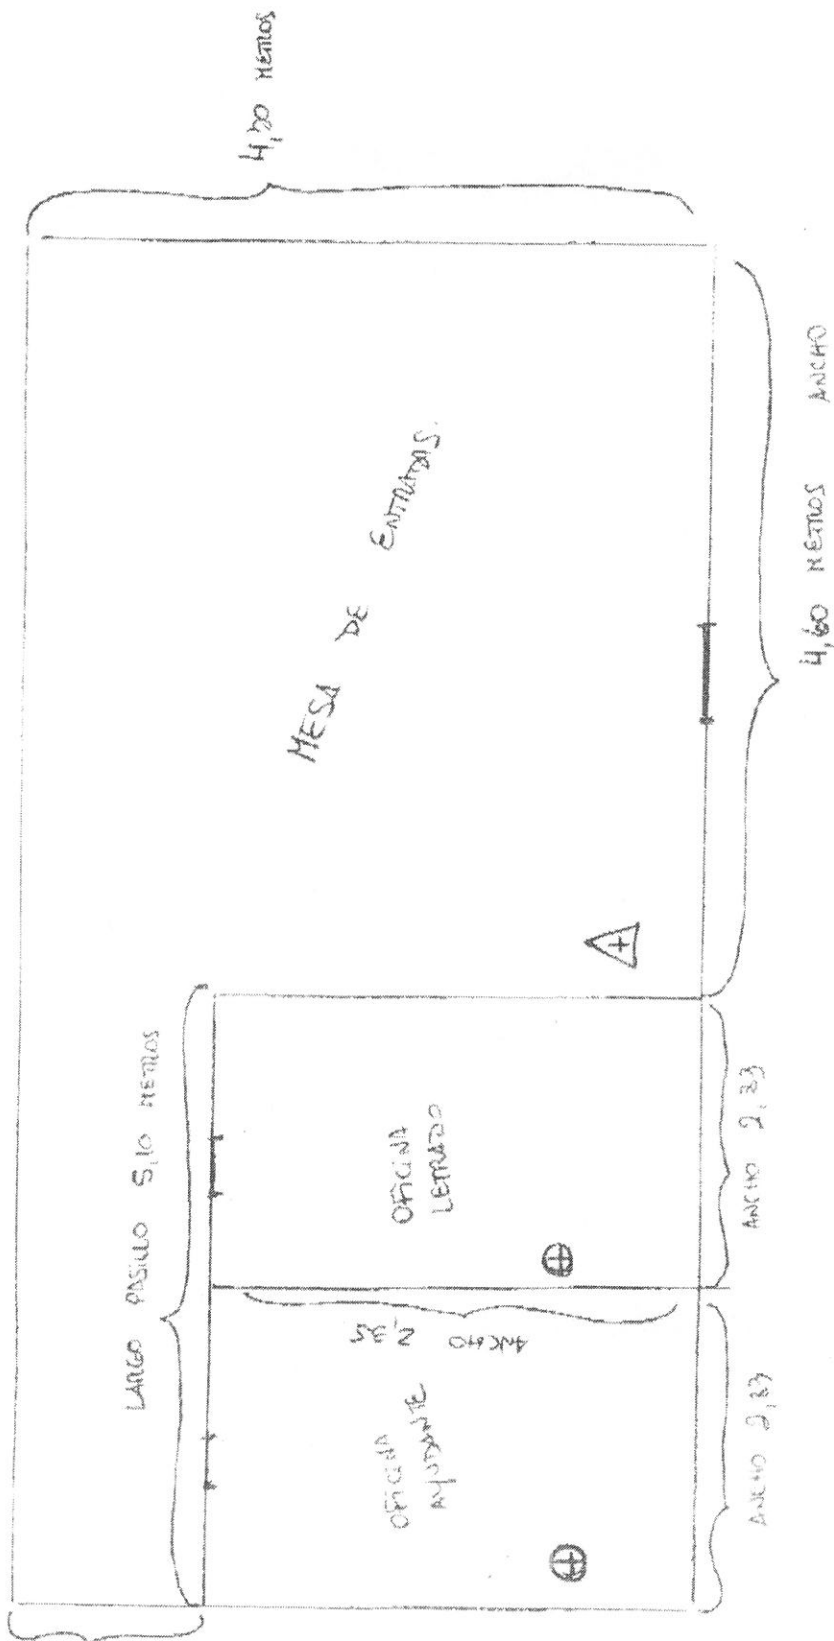 LARGO PASILLO 5,10 METROS
4,50 METROS
MESA DE ENTRADAS.
OFICINA
AYUDANTE
ANCHO 2,35
OFICINA
LETRADO
ANCHO 2,33
ANCHO 2,33
4,60 METROS ANCHO